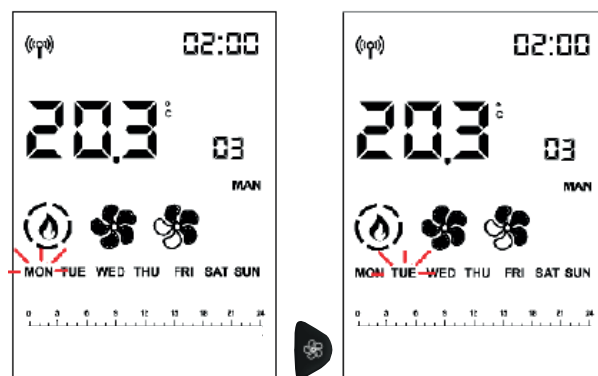 02:00
20.3 °C
03
MAN
MON TUE WED THU FRI SAT SUN
0 3 6 9 12 15 18 21 24
02:00
20.3 °C
03
MAN
MON TUE WED THU FRI SAT SUN
0 3 6 9 12 15 18 21 24